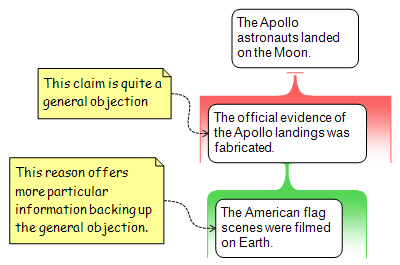 The Apollo
astronauts landed
on the Moon.
This claim is quite a
general objection
The official evidence of
the Apollo landings was
fabricated.
This reason offers
more particular
information backing up
the general objection.
The American flag
scenes were filmed
on Earth.